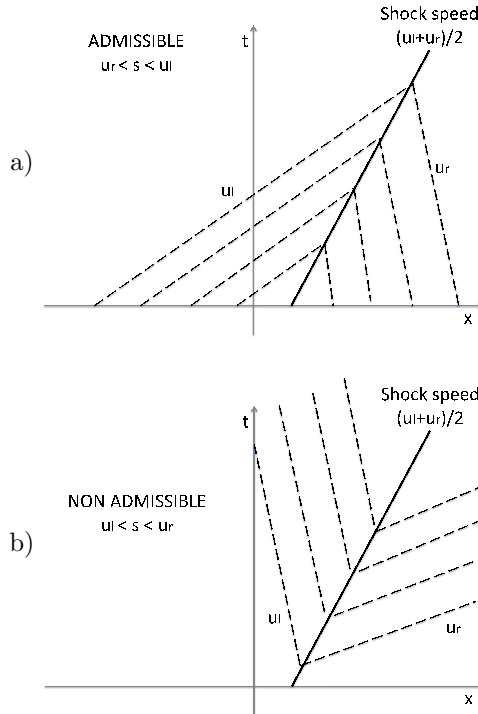 Shock speed
(ul+ur)/2
ADMISSIBLE
ur < s < ul
t
a)
ul
ur
x
Shock speed
(ul+ur)/2
t
NON ADMISSIBLE
ul < s < ur
b)
ul
ur
x